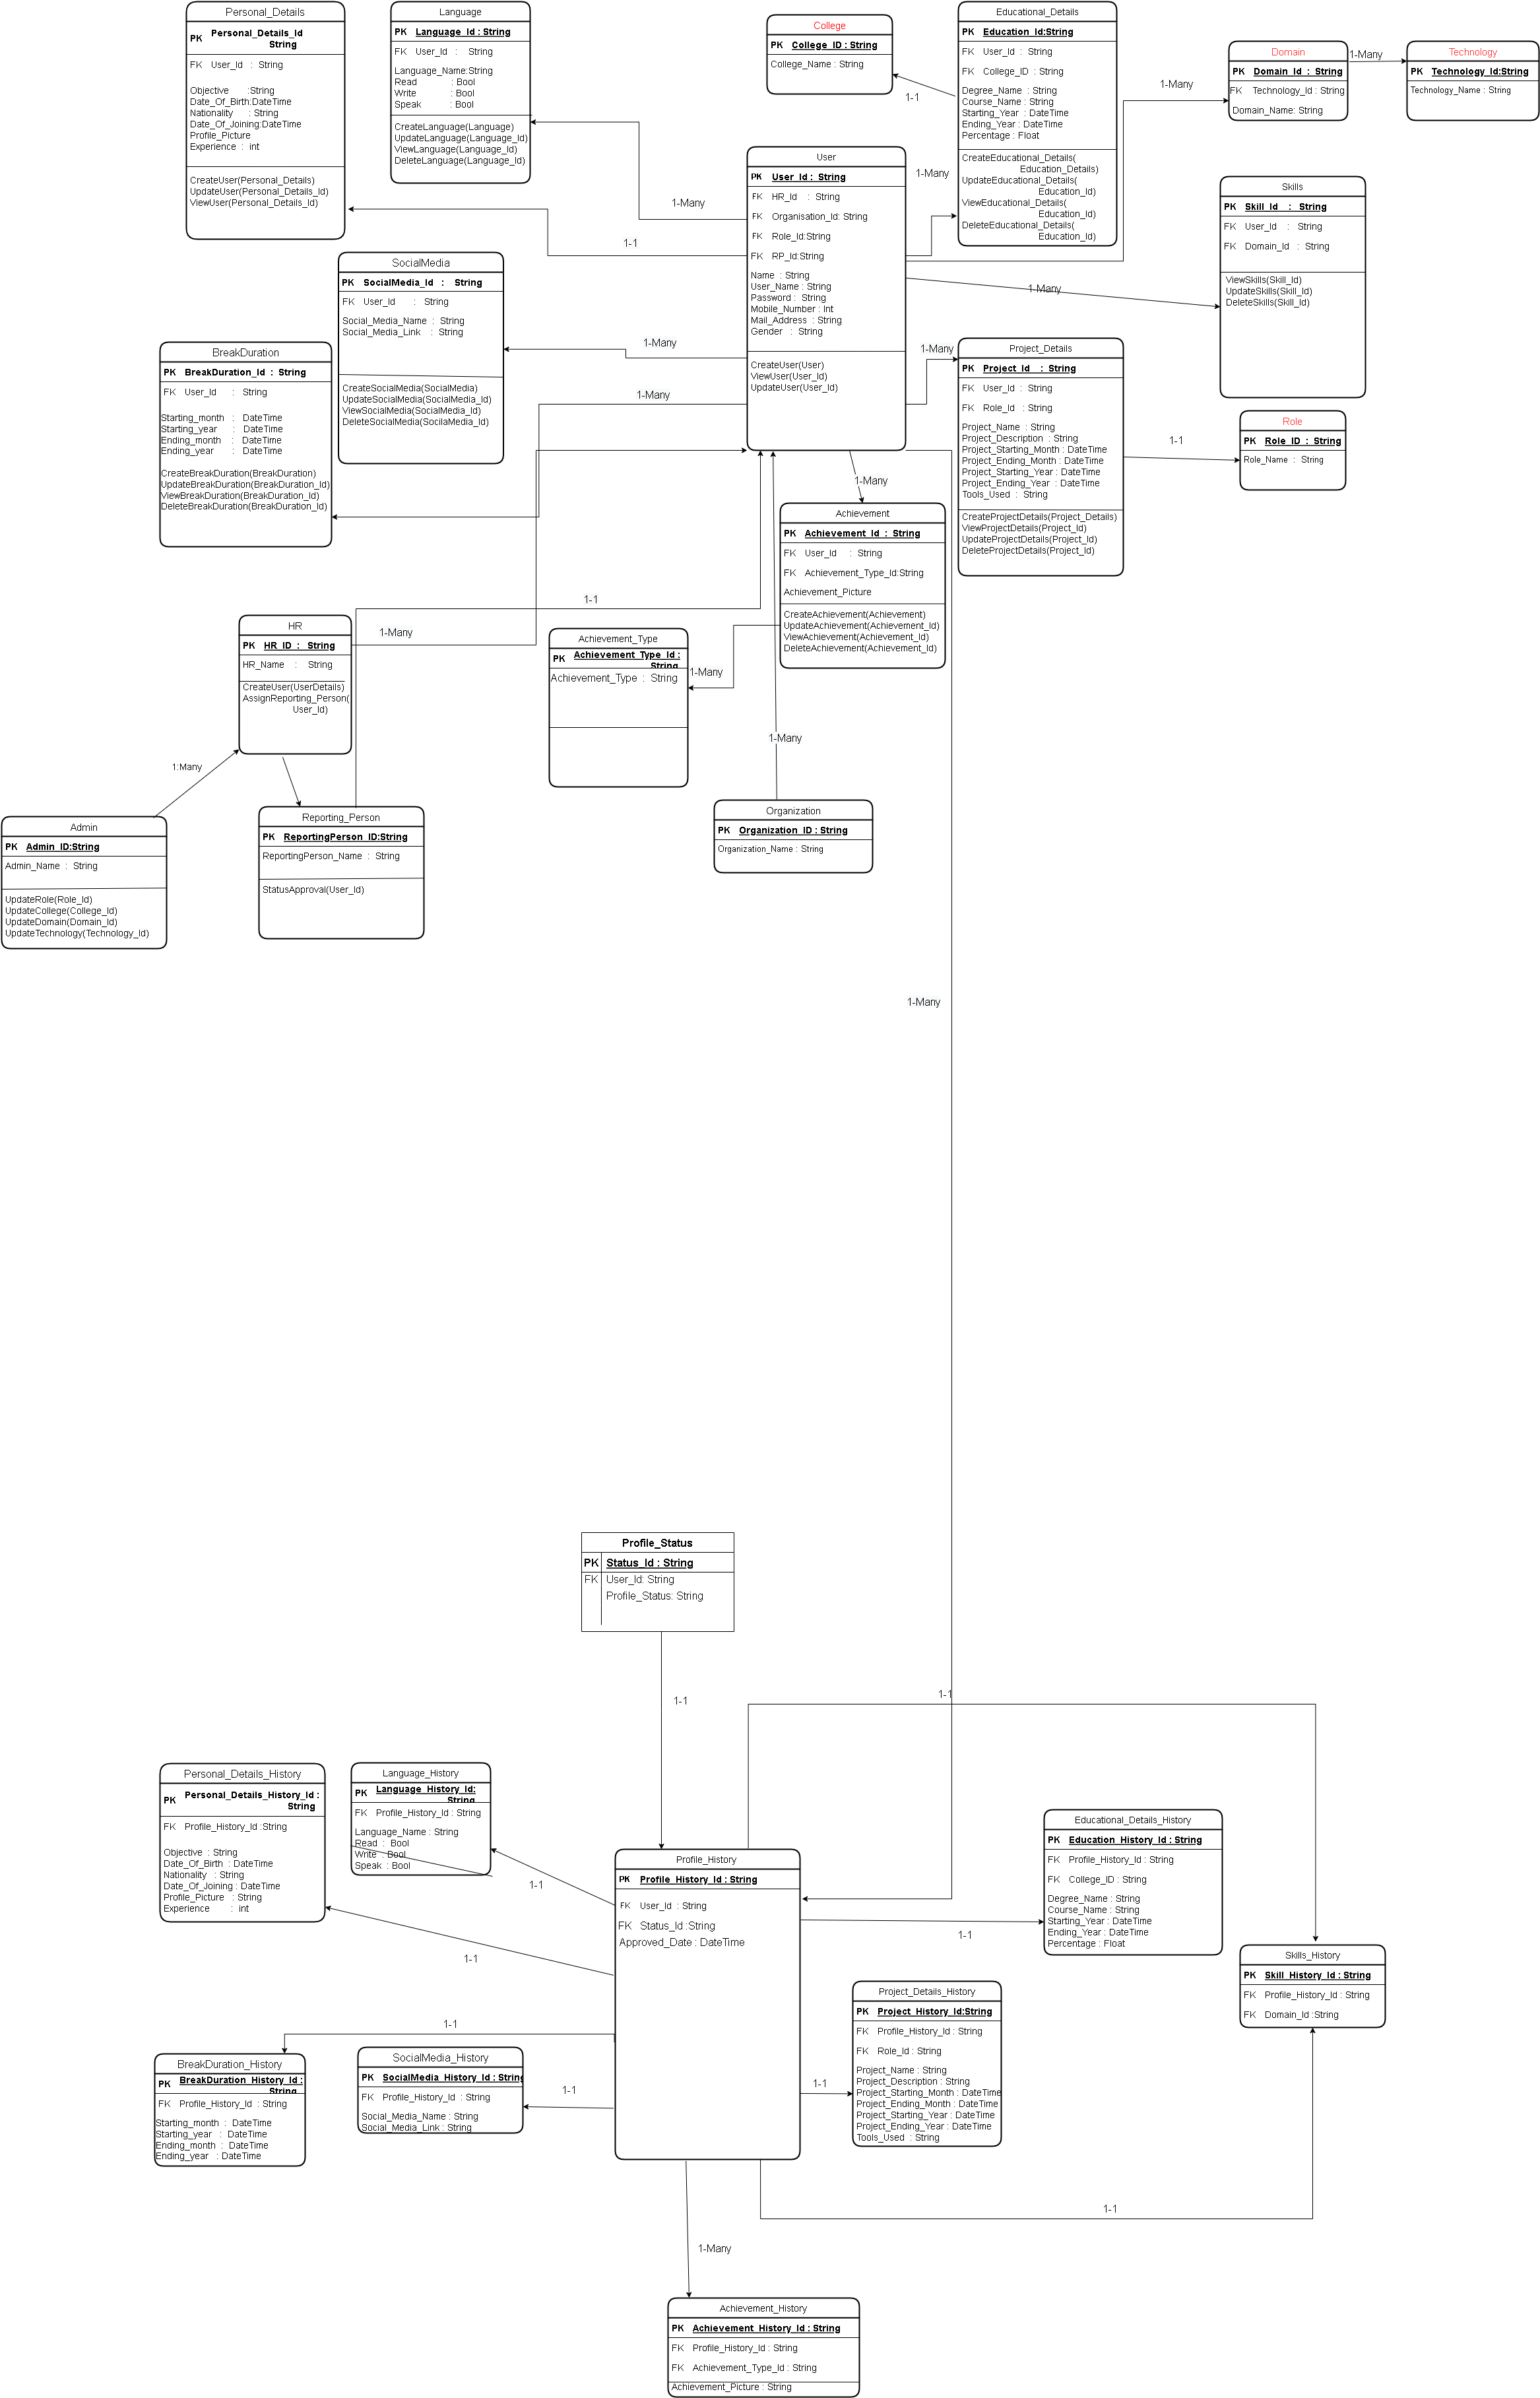 Personal_Details
PK Personal_Details_Id
String
FK User_Id : String
Objective :String
Date_Of_Birth:DateTime
Nationality : String
Date_Of_Joining:DateTime
Profile_Picture
Experience : int
CreateUser(Personal_Details)
UpdateUser(Personal_Details_Id)
ViewUser(Personal_Details_Id)
Language
PK Language_Id : String
FK User_Id : String
Language_Name:String
Read : Bool
Write : Bool
Speak : Bool
CreateLanguage(Language)
UpdateLanguage(Language_Id)
ViewLanguage(Language_Id)
DeleteLanguage(Language_Id)
College
PK College_ID : String
College_Name : String
1-1
Educational_Details
PK Education_Id:String
FK User_Id : String
FK College_ID : String
Degree_Name : String
Course_Name : String
Starting_Year : DateTime
Ending_Year : DateTime
Percentage : Float
CreateEducational_Details(
Education_Details)
UpdateEducational_Details(
Education_Id)
ViewEducational_Details(
Education_Id)
DeleteEducational_Details(
Education_Id)
Domain
PK Domain_Id : String
FK Technology_Id : String
Domain_Name: String
1-Many
Technology
PK Technology_Id:String
Technology_Name : String
1-Many
1-Many
1-Many
1-1
User
PK User_Id : String
FK HR_Id : String
FK Organisation_Id: String
FK Role_Id:String
FK RP_Id:String
Name : String
User_Name : String
Password : String
Mobile_Number : Int
Mail_Address : String
Gender : String
CreateUser(User)
ViewUser(User_Id)
UpdateUser(User_Id)
Skills
PK Skill_Id : String
FK User_Id : String
FK Domain_Id : String
ViewSkills(Skill_Id)
UpdateSkills(Skill_Id)
DeleteSkills(Skill_Id)
1-Many
SocialMedia
PK SocialMedia_Id : String
FK User_Id : String
Social_Media_Name : String
Social_Media_Link : String
CreateSocialMedia(SocialMedia)
UpdateSocialMedia(SocialMedia_Id)
ViewSocialMedia(SocialMedia_Id)
DeleteSocialMedia(SocilaMedia_Id)
1-Many
BreakDuration
PK BreakDuration_Id : String
FK User_Id : String
Starting_month : DateTime
Starting_year : DateTime
Ending_month : DateTime
Ending_year : DateTime
CreateBreakDuration(BreakDuration)
UpdateBreakDuration(BreakDuration_Id)
ViewBreakDuration(BreakDuration_Id)
DeleteBreakDuration(BreakDuration_Id)
1-Many
1-Many
Project_Details
PK Project_Id : String
FK User_Id : String
FK Role_Id : String
Project_Name : String
Project_Description : String
Project_Starting_Month : DateTime
Project_Ending_Month : DateTime
Project_Starting_Year : DateTime
Project_Ending_Year : DateTime
Tools_Used : String
CreateProjectDetails(Project_Details)
ViewProjectDetails(Project_Id)
UpdateProjectDetails(Project_Id)
DeleteProjectDetails(Project_Id)
1-1
Role
PK Role_ID : String
Role_Name : String
1-Many
Achievement
PK Achievement_Id : String
FK User_Id : String
FK Achievement_Type_Id:String
Achievement_Picture
CreateAchievement(Achievement)
UpdateAchievement(Achievement_Id)
ViewAchievement(Achievement_Id)
DeleteAchievement(Achievement_Id)
1-1
1-Many
HR
PK HR_ID : String
HR_Name : String
CreateUser(UserDetails)
AssignReporting_Person(
User_Id)
Achievement_Type
PK Achievement_Type_Id :
String
Achievement_Type : String
1-Many
1-Many
1:Many
Admin
PK Admin_ID:String
Admin_Name : String
UpdateRole(Role_Id)
UpdateCollege(College_Id)
UpdateDomain(Domain_Id)
UpdateTechnology(Technology_Id)
Reporting_Person
PK ReportingPerson_ID:String
ReportingPerson_Name : String
StatusApproval(User_Id)
Organization
PK Organization_ID : String
Organization_Name : String
1-Many
Profile_Status
PK Status_Id : String
FK User_Id: String
Profile_Status: String
1-1
1-1
Personal_Details_History
PK Personal_Details_History_Id :
String
FK Profile_History_Id :String
Objective : String
Date_Of_Birth : DateTime
Nationality : String
Date_Of_Joining : DateTime
Profile_Picture : String
Experience : int
Language_History
PK Language_History_Id:
String
FK Profile_History_Id : String
Language_Name : String
Read : Bool
Write : Bool
Speak : Bool
1-1
1-1
Profile_History
PK Profile_History_Id : String
FK User_Id : String
FK Status_Id :String
Approved_Date : DateTime
Educational_Details_History
PK Education_History_Id : String
FK Profile_History_Id : String
FK College_ID : String
Degree_Name : String
Course_Name : String
Starting_Year : DateTime
Ending_Year : DateTime
Percentage : Float
1-1
Skills_History
PK Skill_History_Id : String
FK Profile_History_Id : String
FK Domain_Id :String
Project_Details_History
PK Project_History_Id:String
FK Profile_History_Id : String
FK Role_Id : String
Project_Name : String
Project_Description : String
Project_Starting_Month : DateTime
Project_Ending_Month : DateTime
Project_Starting_Year : DateTime
Project_Ending_Year : DateTime
Tools_Used : String
1-1
1-1
BreakDuration_History
PK BreakDuration_History_Id :
String
FK Profile_History_Id : String
Starting_month : DateTime
Starting_year : DateTime
Ending_month : DateTime
Ending_year : DateTime
SocialMedia_History
PK SocialMedia_History_Id : String
FK Profile_History_Id : String
Social_Media_Name : String
Social_Media_Link : String
1-1
1-1
1-Many
Achievement_History
PK Achievement_History_Id : String
FK Profile_History_Id : String
FK Achievement_Type_Id : String
Achievement_Picture : String